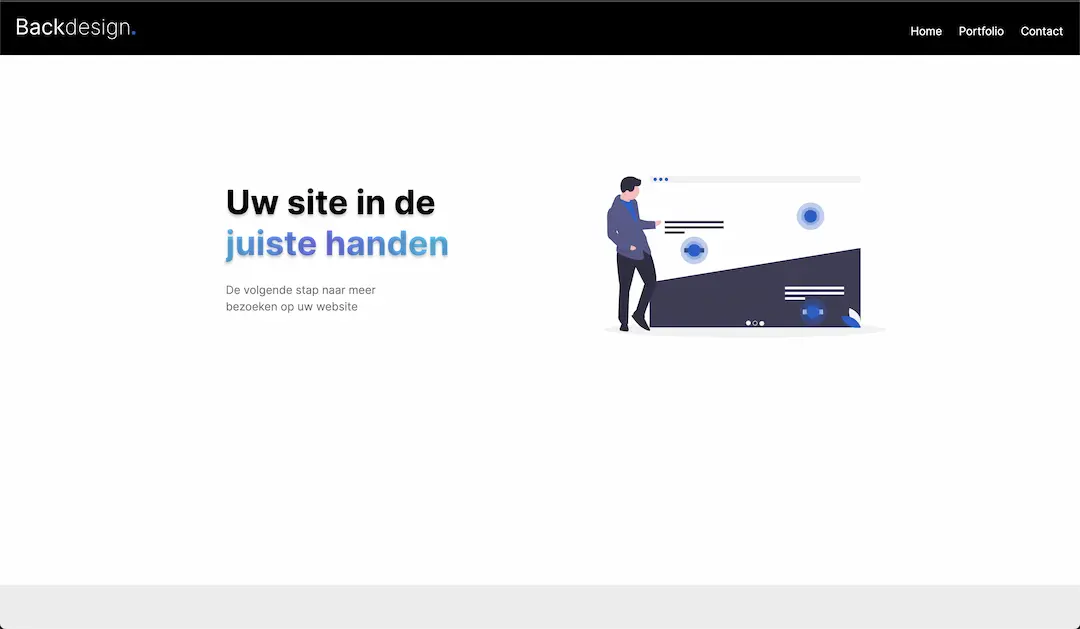 Backdesign.
Home
Portfolio
Contact
Uw site in de
juiste handen
De volgende stap naar meer
bezoeken op uw website